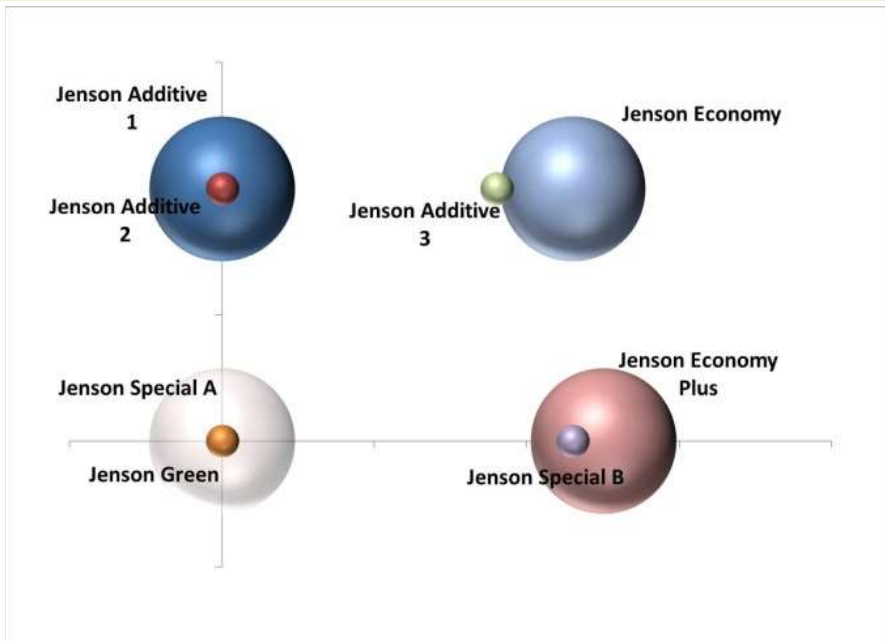 Jenson Additive
1
Jenson Economy
Jenson Additive
2
Jenson Additive
3
Jenson Economy
Plus
Jenson Special A
Jenson Green
Jenson Special B